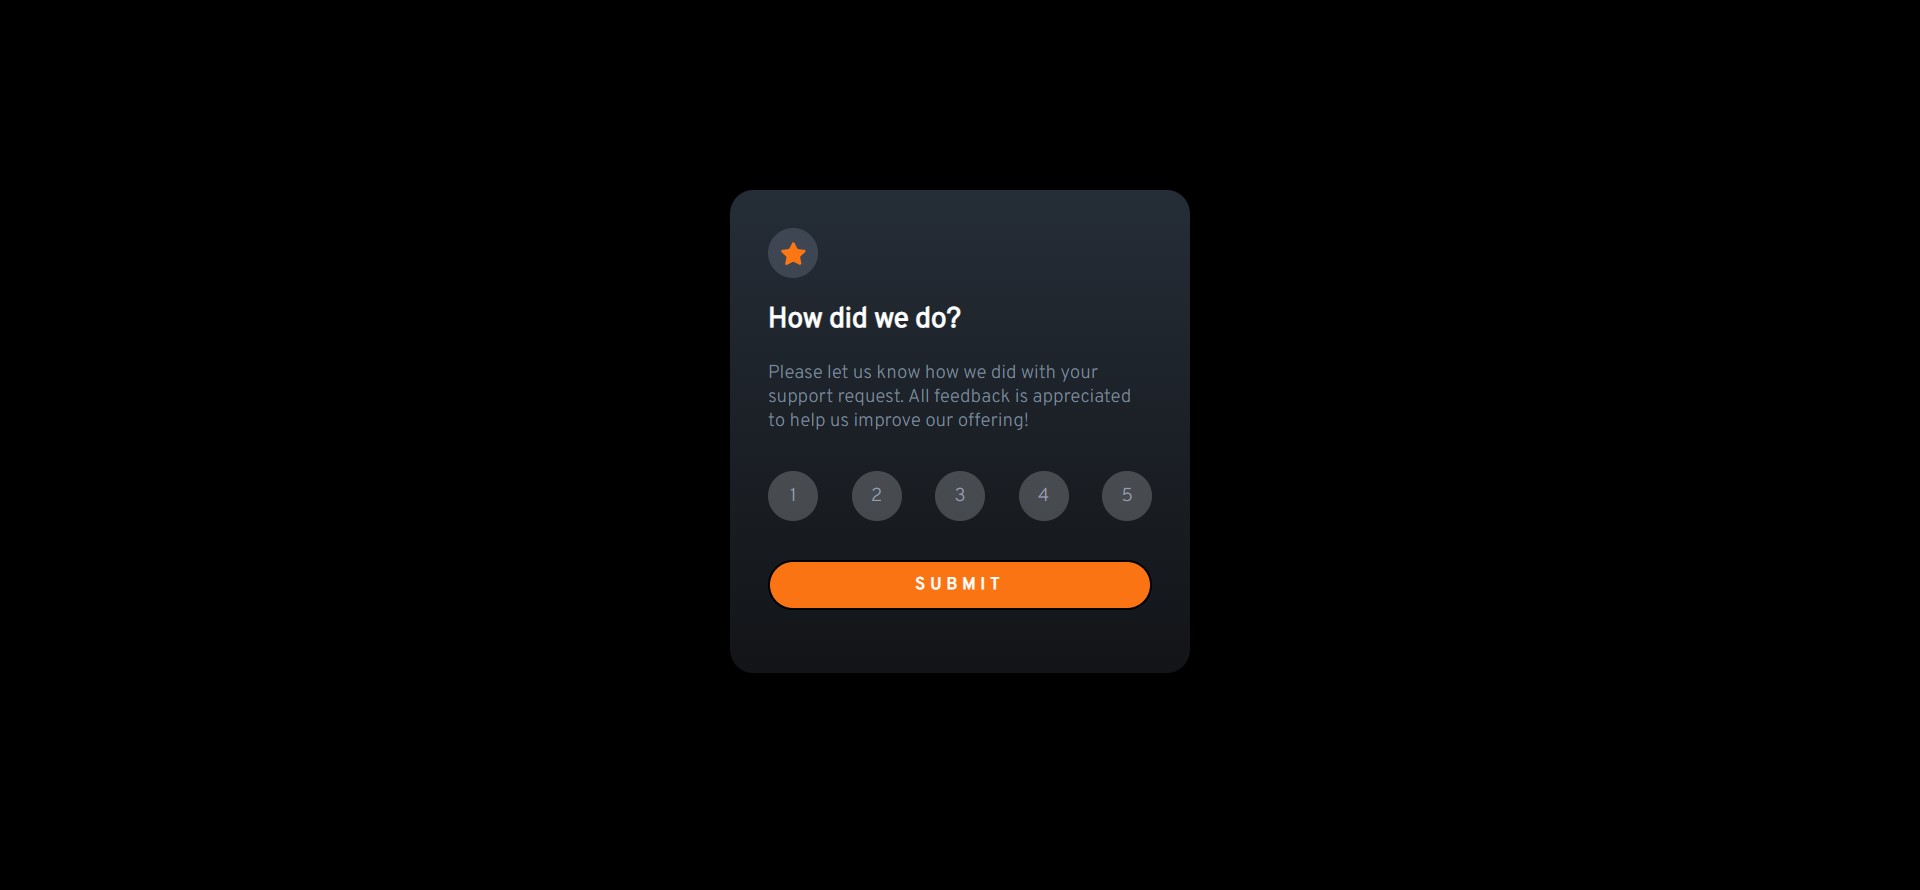 How did we do?
Please let us know how we did with your
support request. All feedback is appreciated
to help us improve our offering!
1 2 3 4 5
SUBMIT